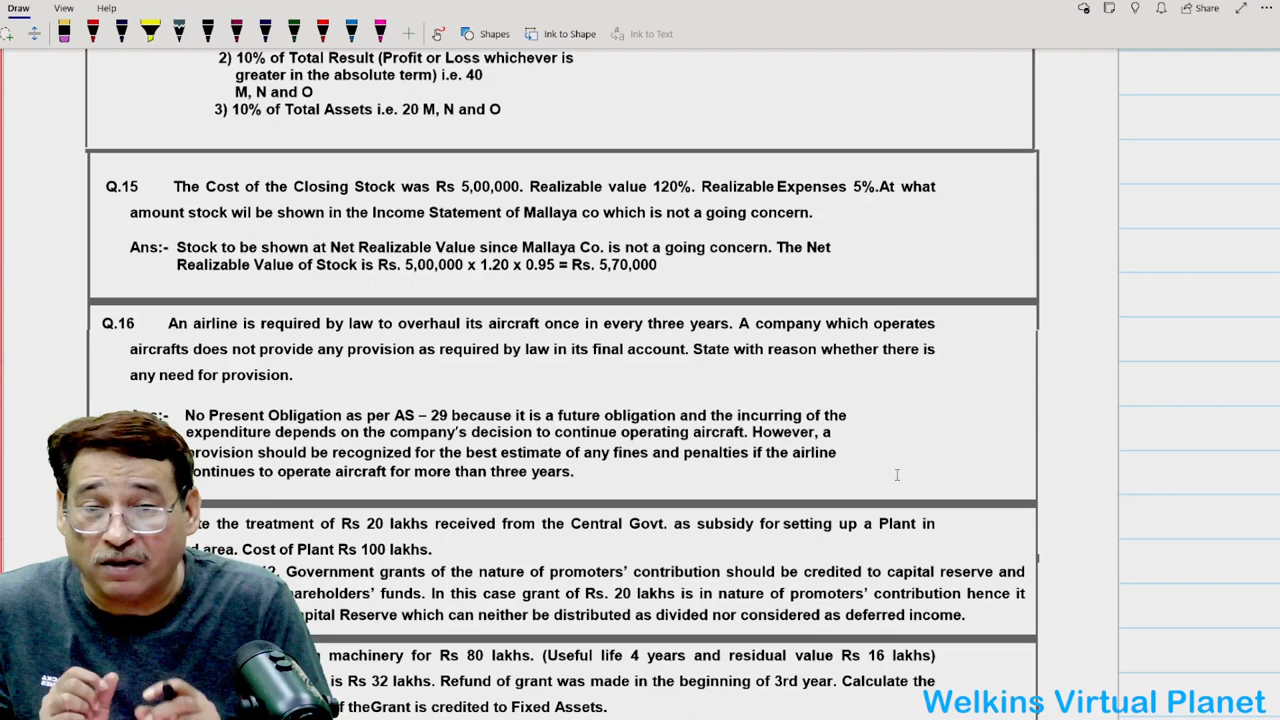 Draw View Help
Share
Shapes Ink to Shape Ink to Text
2) 10% of Total Result (Profit or Loss whichever is
greater in the absolute term) i.e. 40
M, N and O
3) 10% of Total Assets i.e. 20 M, N and O
Q.15 The Cost of the Closing Stock was Rs 5,00,000. Realizable value 120%. Realizable Expenses 5%.At what
amount stock wil be shown in the Income Statement of Mallaya co which is not a going concern.
Ans:- Stock to be shown at Net Realizable Value since Mallaya Co. is not a going concern. The Net
Realizable Value of Stock is Rs. 5,00,000 x 1.20 x 0.95 = Rs. 5,70,000
Q.16 An airline is required by law to overhaul its aircraft once in every three years. A company which operates
aircrafts does not provide any provision as required by law in its final account. State with reason whether there is
any need for provision.
No Present Obligation as per AS – 29 because it is a future obligation and the incurring of the
expenditure depends on the company's decision to continue operating aircraft. However, a
provision should be recognized for the best estimate of any fines and penalties if the airline
continues to operate aircraft for more than three years.
the treatment of Rs 20 lakhs received from the Central Govt. as subsidy for setting up a Plant in
area. Cost of Plant Rs 100 lakhs.
Government grants of the nature of promoters' contribution should be credited to capital reserve and
shareholders' funds. In this case grant of Rs. 20 lakhs is in nature of promoters' contribution hence it
Capital Reserve which can neither be distributed as divided nor considered as deferred income.
machinery for Rs 80 lakhs. (Useful life 4 years and residual value Rs 16 lakhs)
is Rs 32 lakhs. Refund of grant was made in the beginning of 3rd year. Calculate the
f theGrant is credited to Fixed Assets.
Welkins Virtual Planet